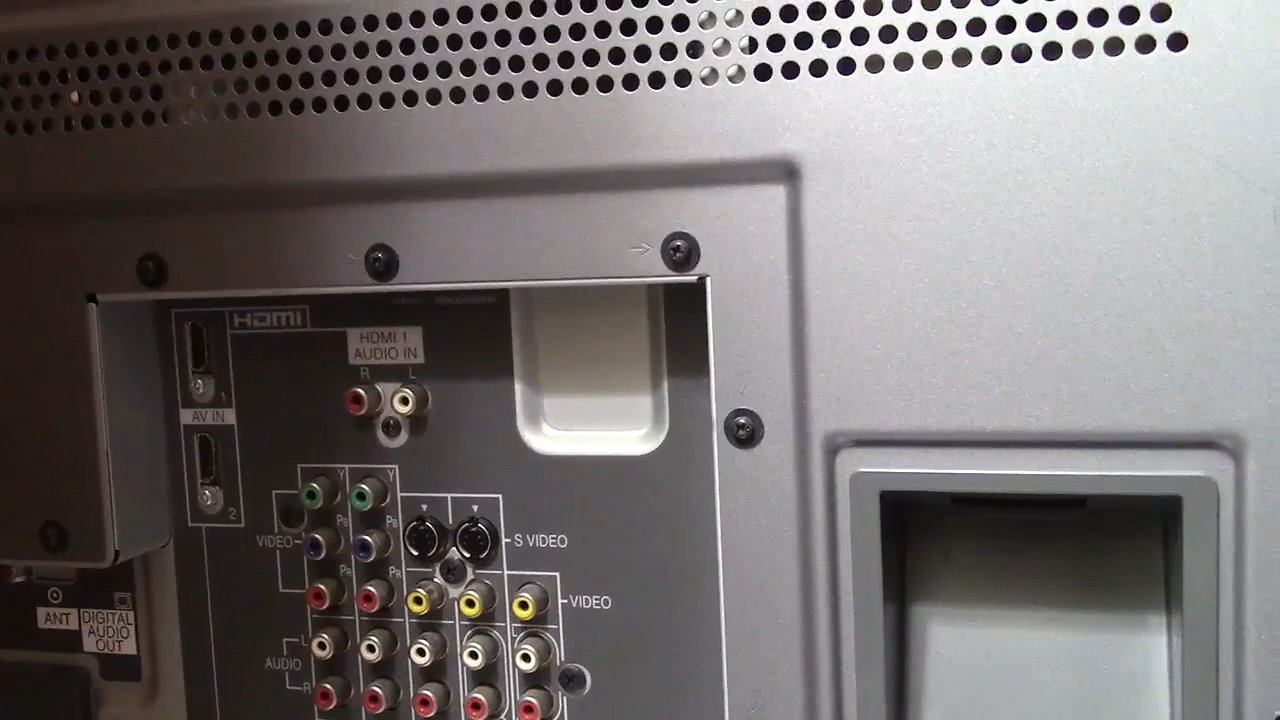 HDMI
HDMI 1
AUDIO IN
R L
1
AV IN
2
Y Y
PB PB
VIDEO
S VIDEO
PR PR
VIDEO
ANT
DIGITAL
AUDIO
OUT
L
AUDIO
R